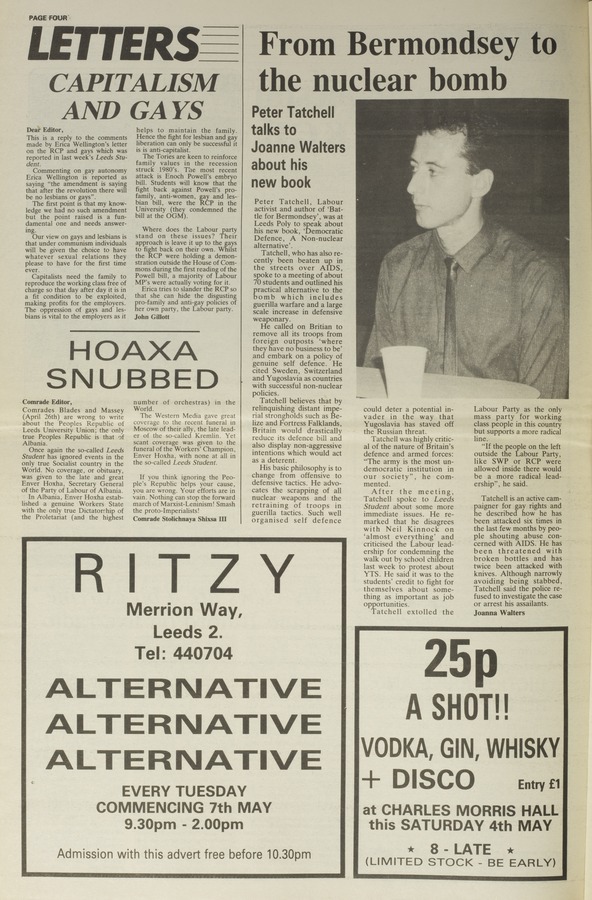 PAGE FOUR
LETTERS
CAPITALISM
AND GAYS
Dear Editor,
This is a reply to the comments
made by Erica Wellington's letter
on the RCP and gays which was
reported in last week's Leeds Stu-
dent.
Commenting on gay autonomy
Erica Wellington is reported as
saying "the amendment is saying
that after the revolution there will
be no lesbians or gays".
The first point is that my know-
ledge we had no such amendment
but the point raised is a fun-
damental one and needs answer-
ing.
Our view on gays and lesbians is
that under communism individuals
will be given the choice to have
whatever sexual relations they
please to have for the first time
ever.
Capitalists need the family to
reproduce the working class free of
charge so that day after day it is in
a fit condition to be exploited,
making profits for the employers.
The oppression of gays and les-
bians is vital to the employers as it
helps to maintain the family.
Hence the fight for lesbian and gay
liberation can only be successful it
is is anti-capitalist.
The Tories are keen to reinforce
family values in the recession
struck 1980's. The most recent
attack is Enoch Powell's embryo
bill. Students will know that the
fight back against Powell's pro-
family, anti-women, gay and les-
bian bill, were the RCP in the
University (they condemned the
bill at the OGM).
Where does the Labour party
stand on these issues? Their
approach is leave it up to the gays
to fight back on their own. Whilst
the RCP were holding a demon-
stration outside the House of Com-
mons during the first reading of the
Powell bill, a majority of Labour
MP's were actually voting for it.
Erica tries to slander the RCP so
that she can hide the disgusting
pro-family and anti-gay policies of
her own party, the Labour party.
John Gillott
HOAXA
SNUBBED
Comrade Editor,
Comrades Blades and Massey
(April 26th) are wrong to write
about the Peoples Republic of
Leeds University Union; the only
true Peoples Republic is that of
Albania.
Once again the so-called Leeds
Student has ignored events in the
only true Socialist country in the
World. No coverage, or obituary,
was given to the late and great
Enver Hoxha, Secretary General
of the Party of Labour of Albania.
In Albania, Enver Hoxha estab-
lished a genuine Workers State
with the only true Dictatorship of
the Proletariat (and the highest
number of orchestras) in the
World.
The Western Media gave great
coverage to the recent funeral in
Moscow of their ally, the late lead-
er of the so-called Kremlin. Yet
scant coverage was given to the
funeral of the Workers' Champion,
Enver Hoxha, with none at all in
the so-called Leeds Student.
If you think ignoring the Peo-
ple's Republic helps your cause,
you are wrong. Your efforts are in
vain. Nothing can stop the forward
march of Marxist-Leninism! Smash
the proto-Imperialists!
Comrade Stolichnaya Shixsa III
From Bermondsey to
the nuclear bomb
Peter Tatchell
talks to
Joanne Walters
about his
new book
Peter Tatchell, Labour
activist and author of 'Bat-
tle for Bermondsey', was at
Leeds Poly to speak about
his new book, 'Democratic
Defence, A Non-nuclear
alternative'.
Tatchell, who has also re-
cently been beaten up in
the streets over AIDS,
spoke to a meeting of about
70 students and outlined his
practical alternative to the
bomb which includes
guerilla warfare and a large
scale increase in defensive
weaponary.
He called on Britian to
remove all its troops from
foreign outposts 'where
they have no business to be'
and embark on a policy of
genuine self defence. He
cited Sweden, Switzerland
and Yugoslavia as countries
with successful non-nuclear
policies.
Tatchell believes that by
relinquishing distant impe-
rial strongholds such as Be-
lize and Fortress Falklands,
Britain would drastically
reduce its defence bill and
also display non-aggressive
intentions which would act
as a deterent.
His basic philosophy is to
change from offensive to
defensive tactics. He advo-
cates the scrapping of all
nuclear weapons and the
retraining of troops in
guerilla tactics. Such well
organised self defence
could deter a potential in-
vader in the way that
Yugoslavia has staved off
the Russian threat.
Tatchell was highly critic-
al of the nature of Britain's
defence and armed forces:
"The army is the most un-
democratic institution in
our society", he com-
mented.
After the meeting,
Tatchell spoke to Leeds
Student about some more
immediate issues. He re-
marked that he disagrees
with Neil Kinnock on
'almost everything' and
criticised the Labour lead-
ership for condemning the
walk out by school children
last week to protest about
YTS. He said it was to the
students' credit to fight for
themselves about some-
thing as important as job
opportunities.
Tatchell extolled the
Labour Party as the only
mass party for working
class people in this country
but supports a more radical
line.
"If the people on the left
outside the Labour Party,
like SWP or RCP were
allowed inside there would
be a more radical lead-
ership", he said.
Tatchell is an active cam-
paigner for gay rights and
he described how he has
been attacked six times in
the last few months by peo-
ple shouting abuse con-
cerned with AIDS. He has
been threatened with
broken bottles and has
twice been attacked with
knives. Although narrowly
avoiding being stabbed,
Tatchell said the police re-
fused to investigate the case
or arrest his assailants.
Joanna Walters
RITZY
Merrion Way,
Leeds 2.
Tel: 440704
ALTERNATIVE
ALTERNATIVE
ALTERNATIVE
EVERY TUESDAY
COMMENCING 7th MAY
9.30pm - 2.00pm
Admission with this advert free before 10.30pm
25p
A SHOT!!
VODKA, GIN, WHISKY
+ DISCO Entry £1
at CHARLES MORRIS HALL
this SATURDAY 4th MAY
★ 8 - LATE ★
(LIMITED STOCK - BE EARLY)